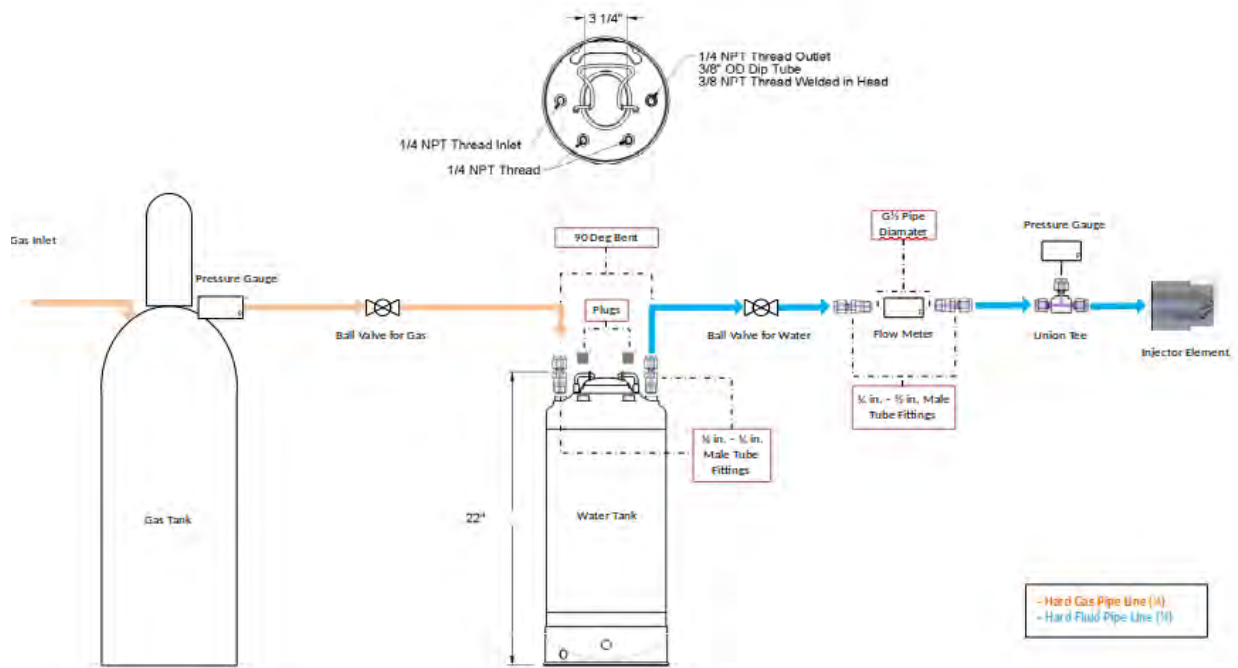 3 1/4"
1/4 NPT Thread Outlet
3/8" OD Dip Tube
3/8 NPT Thread Welded in Head
1/4 NPT Thread Inlet
1/4 NPT Thread
Gas Inlet
Pressure Gauge
Ball Valve for Gas
90 Deg Bent
Plugs
Ball Valve for Water
G½ Pipe
Diamater
Flow Meter
Pressure Gauge
Union Tee
Injector Element
in. – ½ in. Male
Tube Fittings
in. – ¼ in.
Male Tube
Fittings
22"
Gas Tank
Water Tank
- Hard Gas Pipe Line
- Hard Fluid Pipe Line